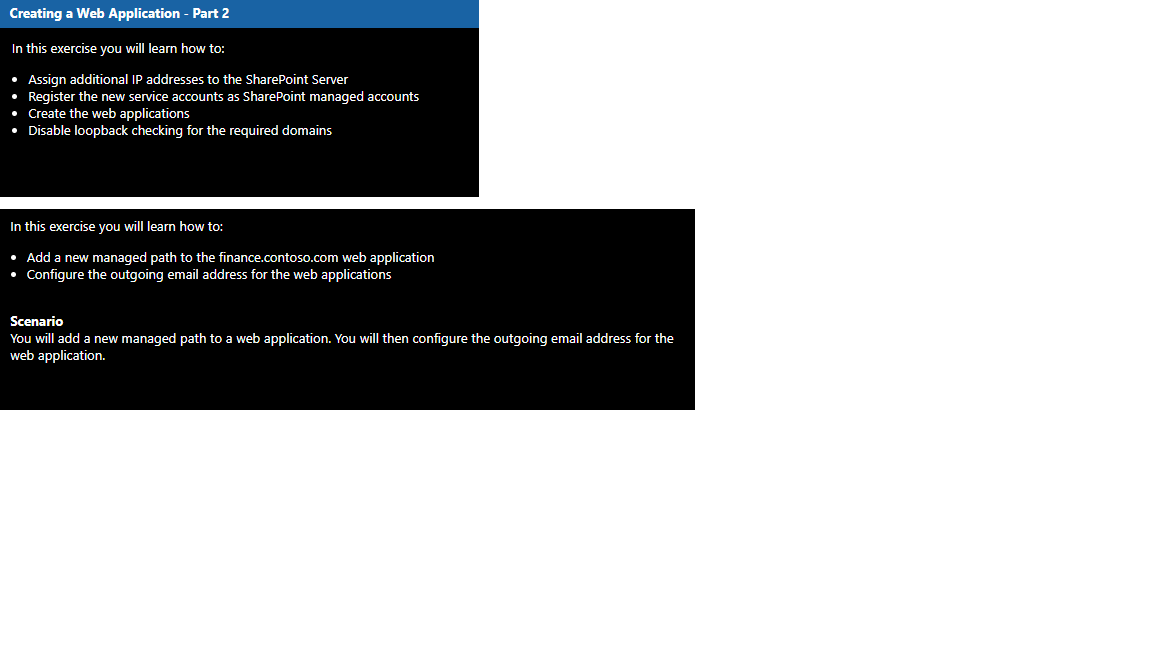 Creating a Web Application - Part 2
In this exercise you will learn how to:
• Assign additional IP addresses to the SharePoint Server
• Register the new service accounts as SharePoint managed accounts
• Create the web applications
• Disable loopback checking for the required domains
In this exercise you will learn how to:
• Add a new managed path to the finance.contoso.com web application
• Configure the outgoing email address for the web applications
Scenario
You will add a new managed path to a web application. You will then configure the outgoing email address for the
web application.